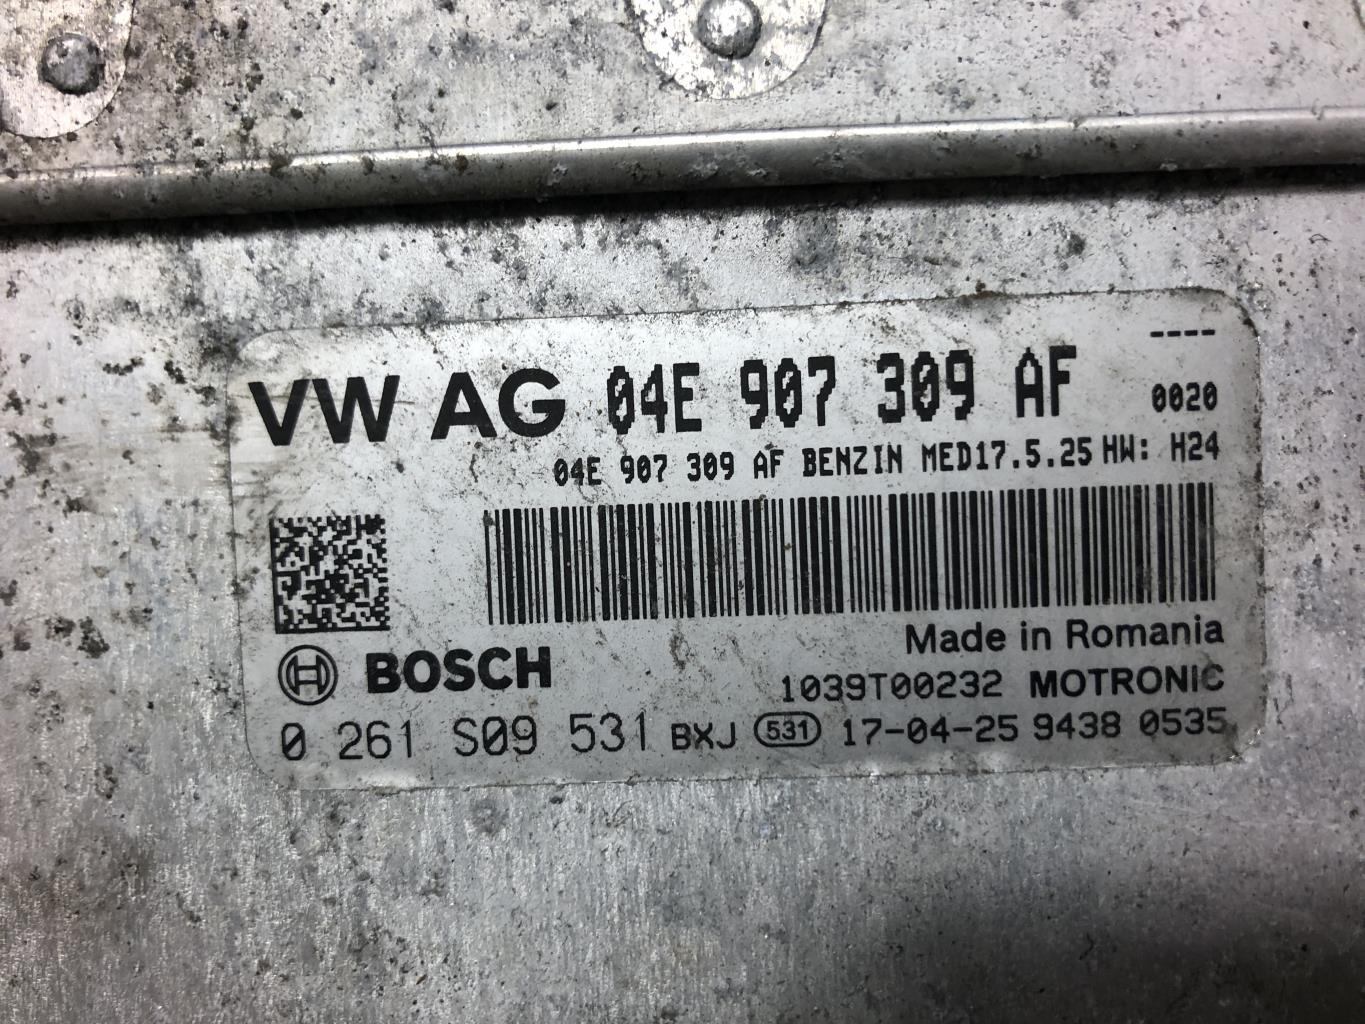 ----
VW AG 04E 907 309 AF 0020
04E 907 309 AF BENZIN MED17.5.25 HW: H24
Made in Romania
BOSCH 1039T00232 MOTRONIC
0 261 S09 531 BXJ 531 17-04-25 9438 0535